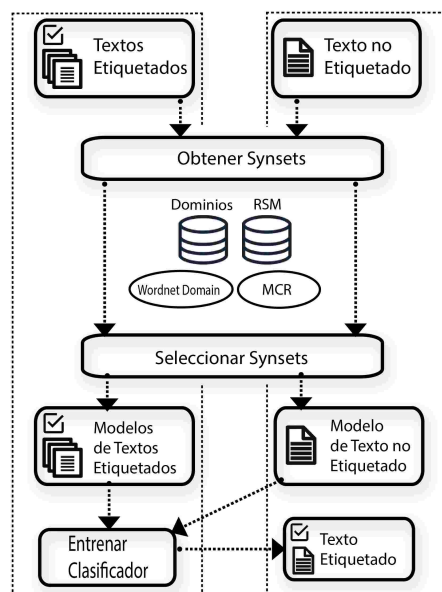 Textos
Etiquetados
Texto no
Etiquetado
Obtener Synsets
Dominios RSM
Wordnet Domain MCR
Seleccionar Synsets
Modelos
de Textos
Etiquetados
Modelo
de Texto no
Etiquetado
Entrenar
Clasificador
Texto
Etiquetado